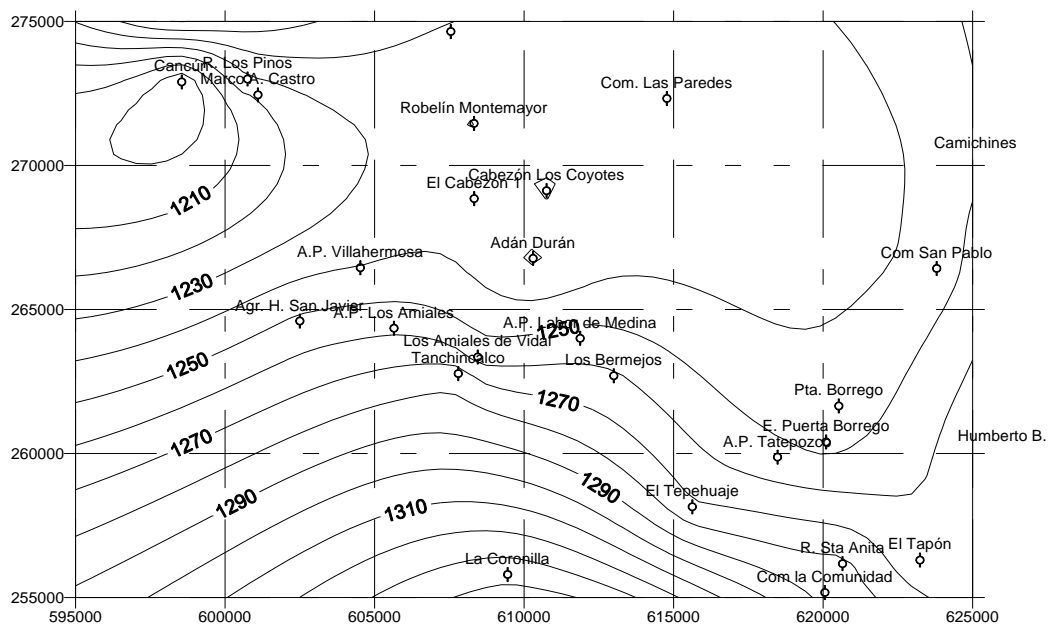 275000
Cancún
R. Los Pinos
Marco A. Castro
Com. Las Paredes
Robelín Montemayor
Camichines
270000
Cabezón Los Coyotes
El Cabezón 1
1210
Adán Durán
A.P. Villahermosa
Com San Pablo
1230
265000
Agr. H. San Javier
A.P. Los Amiales
A.P. Labor de Medina
1250
Los Amiales de Vidal
Tanchincalco
Los Bermejos
1250
Pta. Borrego
1270
E. Puerta Borrego
Humberto B.
A.P. Tatepozco
1270
260000
El Tepehuaje
1290
1290
1310
R. Sta Anita
El Tapón
La Coronilla
Com la Comunidad
255000
595000
600000
605000
610000
615000
620000
625000